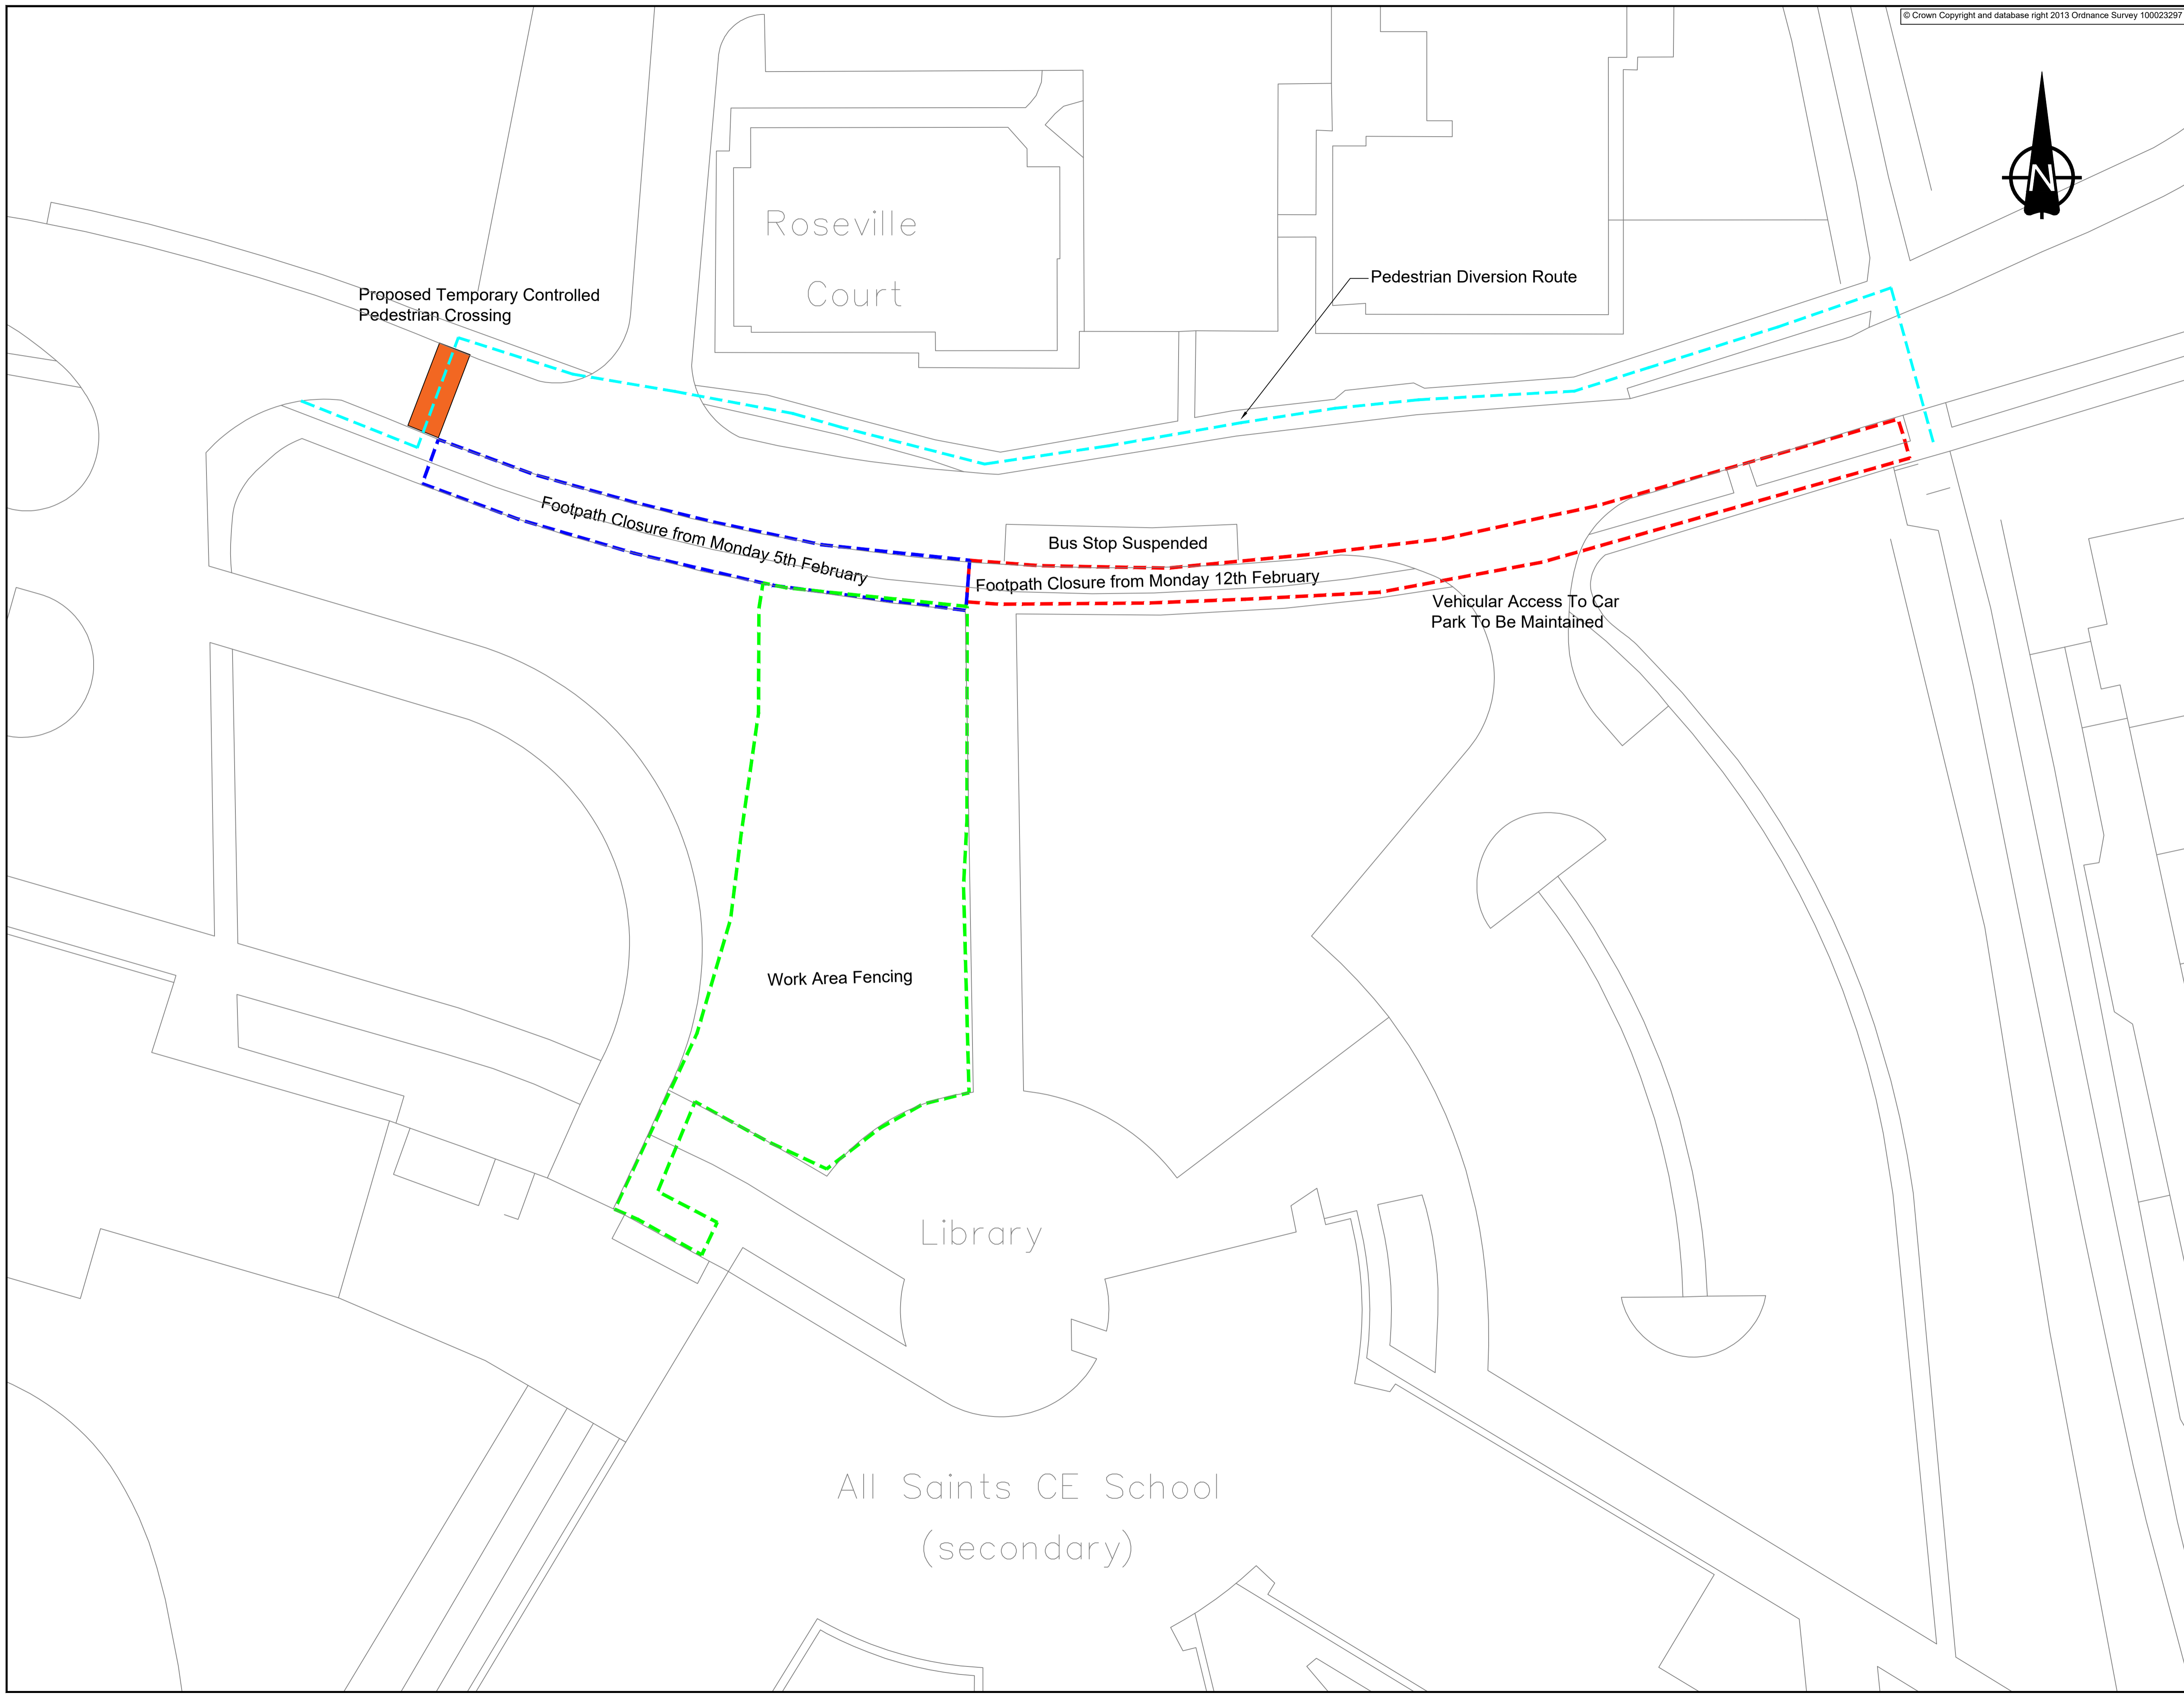 © Crown Copyright and database right 2013 Ordnance Survey 100023297
N
Roseville
Court
Pedestrian Diversion Route
Proposed Temporary Controlled
Pedestrian Crossing
Footpath Closure from Monday 5th February
Bus Stop Suspended
Footpath Closure from Monday 12th February
Vehicular Access To Car
Park To Be Maintained
Work Area Fencing
Library
All Saints CE School
(secondary)